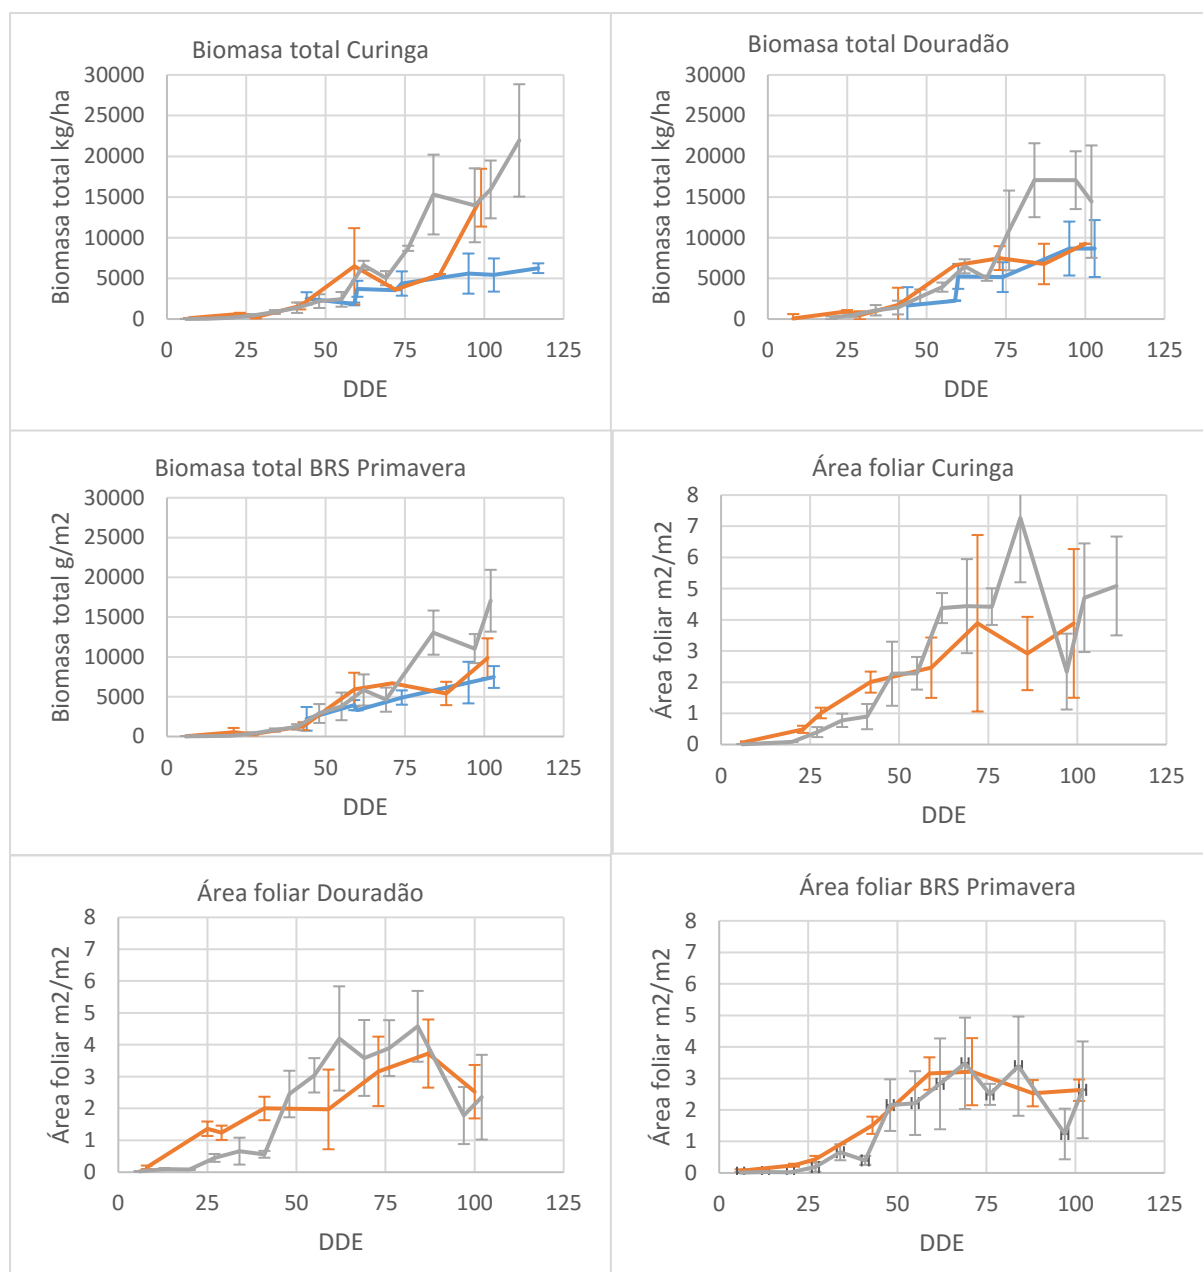 Biomasa total Curinga
Biomasa total kg/ha
30000
25000
20000
15000
10000
5000
0
0 25 50 75 100 125
DDE
Biomasa total Douradão
Biomasa total kg/ha
30000
25000
20000
15000
10000
5000
0
0 25 50 75 100 125
DDE
Biomasa total BRS Primavera
Biomasa total g/m2
30000
25000
20000
15000
10000
5000
0
0 25 50 75 100 125
DDE
Área foliar Curinga
Área foliar m2/m2
8
7
6
5
4
3
2
1
0
0 25 50 75 100 125
DDE
Área foliar Douradão
Área foliar m2/m2
8
7
6
5
4
3
2
1
0
0 25 50 75 100 125
DDE
Área foliar BRS Primavera
Área foliar m2/m2
8
7
6
5
4
3
2
1
0
0 25 50 75 100 125
DDE